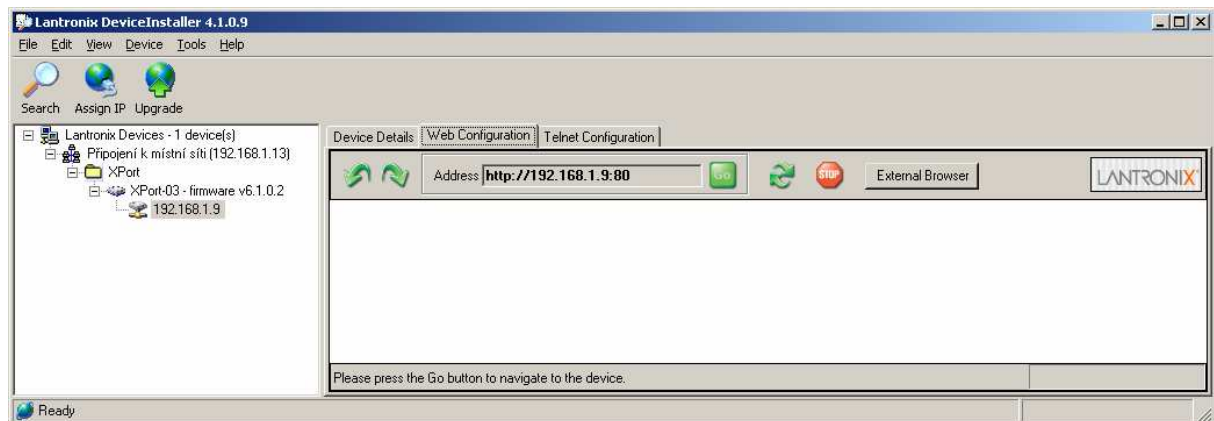 Lantronix DeviceInstaller 4.1.0.9
File Edit View Device Tools Help
Search Assign IP Upgrade
Lantronix Devices - 1 device(s)
Připojení k místní síti (192.168.1.13)
XPort
XPort-03 - firmware v6.1.0.2
192.168.1.9
Device Details Web Configuration Telnet Configuration
Address http://192.168.1.9:80 Go STOP External Browser LANTRONIX
Please press the Go button to navigate to the device.
Ready